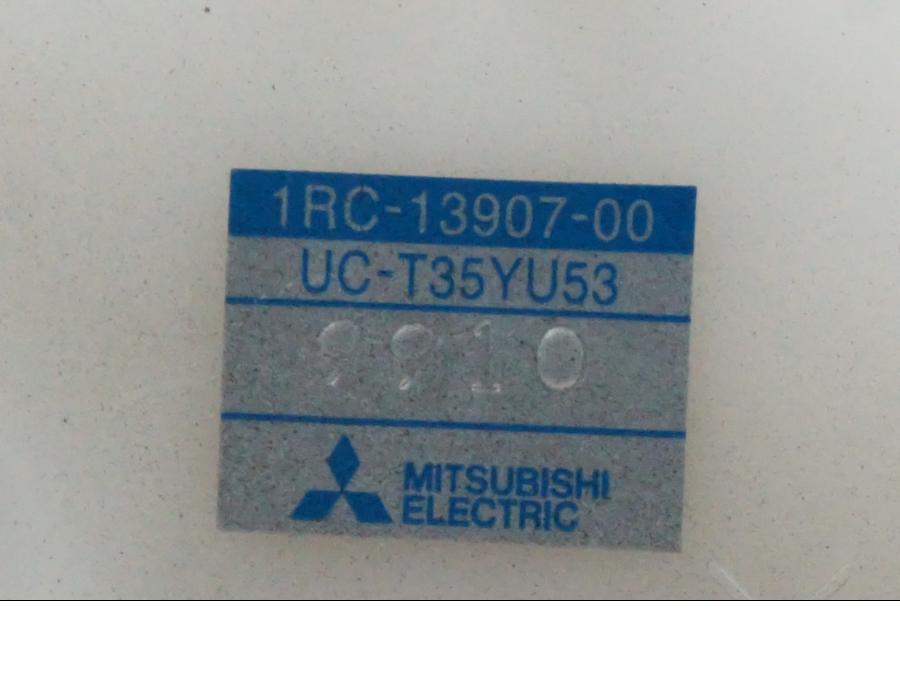 1RC-13907-00
UC-T35YU53
9910
MITSUBISHI
ELECTRIC